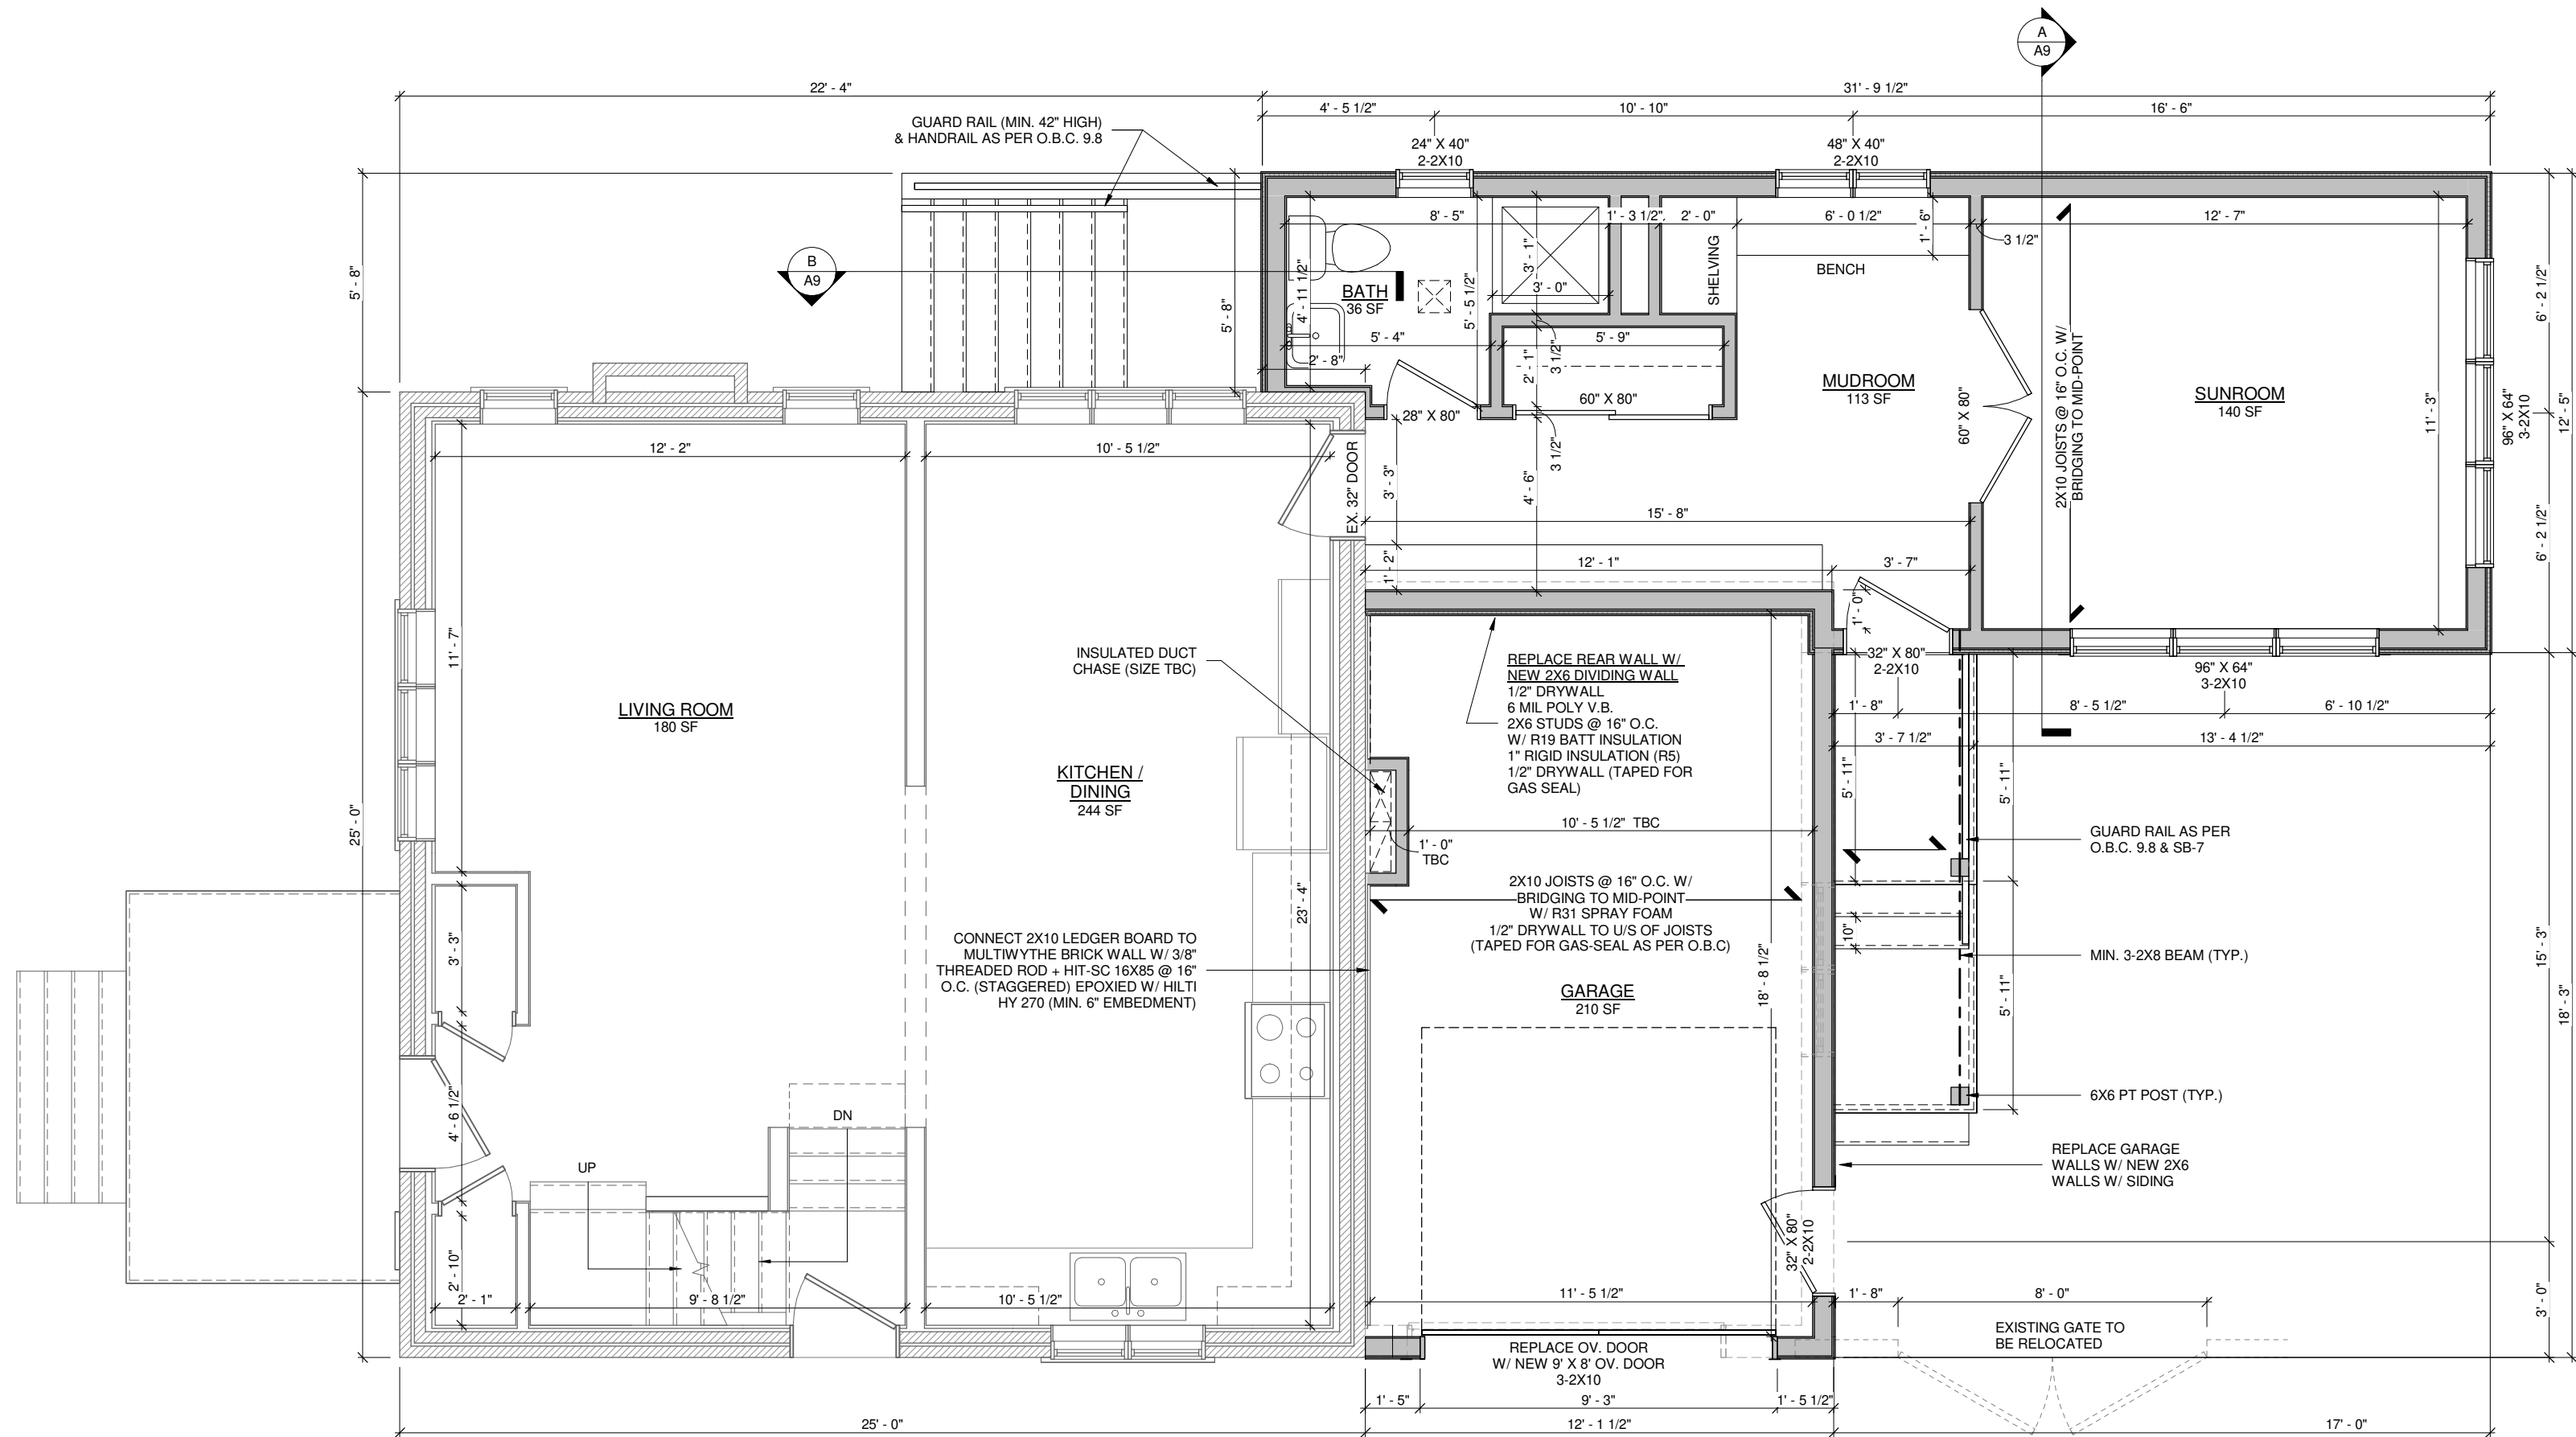 A
A9
22' - 4"
31' - 9 1/2"
4' - 5 1/2"
10' - 10"
16' - 6"
GUARD RAIL (MIN. 42" HIGH)
& HANDRAIL AS PER O.B.C. 9.8
24" X 40"
2-2X10
48" X 40"
2-2X10
8' - 5"
1' - 3 1/2"
2' - 0"
6' - 0 1/2"
1' - 6"
12' - 7"
3 1/2"
B
A9
5' - 8"
5' - 8"
4' - 11 1/2"
BATH
36 SF
5' - 5 1/2"
3' - 1"
3' - 0"
SHELVING
BENCH
5' - 4"
5' - 9"
2' - 8"
2' - 1"
3 1/2"
60" X 80"
28" X 80"
3 1/2"
MUDROOM
113 SF
60" X 80"
2X10 JOISTS @ 16" O.C. W/
BRIDGING TO MID-POINT
SUNROOM
140 SF
11' - 3"
96" X 64"
3-2X10
6' - 2 1/2"
6' - 2 1/2"
12' - 5"
12' - 2"
10' - 5 1/2"
EX. 32" DOOR
3' - 3"
4' - 6"
15' - 8"
1' - 2"
12' - 1"
3' - 7"
1' - 0"
32" X 80"
2-2X10
96" X 64"
3-2X10
1' - 8"
8' - 5 1/2"
6' - 10 1/2"
3' - 7 1/2"
13' - 4 1/2"
11' - 7"
LIVING ROOM
180 SF
INSULATED DUCT
CHASE (SIZE TBC)
REPLACE REAR WALL W/
NEW 2X6 DIVIDING WALL
1/2" DRYWALL
6 MIL POLY V.B.
2X6 STUDS @ 16" O.C.
W/ R19 BATT INSULATION
1" RIGID INSULATION (R5)
1/2" DRYWALL (TAPED FOR
GAS SEAL)
KITCHEN /
DINING
244 SF
25' - 0"
10' - 5 1/2" TBC
1' - 0"
TBC
5' - 11"
5' - 11"
GUARD RAIL AS PER
O.B.C. 9.8 & SB-7
2X10 JOISTS @ 16" O.C. W/
BRIDGING TO MID-POINT
W/ R31 SPRAY FOAM
1/2" DRYWALL TO U/S OF JOISTS
(TAPED FOR GAS-SEAL AS PER O.B.C)
23' - 4"
3' - 3"
CONNECT 2X10 LEDGER BOARD TO
MULTIWYTHE BRICK WALL W/ 3/8"
THREADED ROD + HIT-SC 16X85 @ 16"
O.C. (STAGGERED) EPOXIED W/ HILTI
HY 270 (MIN. 6" EMBEDMENT)
18' - 8 1/2"
10"
MIN. 3-2X8 BEAM (TYP.)
15' - 3"
18' - 3"
GARAGE
210 SF
5' - 11"
6X6 PT POST (TYP.)
4' - 6 1/2"
DN
UP
REPLACE GARAGE
WALLS W/ NEW 2X6
WALLS W/ SIDING
32" X 80"
2-2X10
2' - 10"
2' - 1"
9' - 8 1/2"
10' - 5 1/2"
11' - 5 1/2"
1' - 8"
8' - 0"
3' - 0"
EXISTING GATE TO
BE RELOCATED
REPLACE OV. DOOR
W/ NEW 9' X 8' OV. DOOR
3-2X10
1' - 5"
9' - 3"
1' - 5 1/2"
25' - 0"
12' - 1 1/2"
17' - 0"